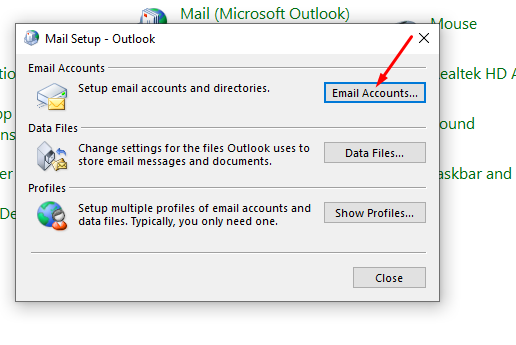 Mail (Microsoft Outlook)
Mouse
Mail Setup - Outlook
Email Accounts
Setup email accounts and directories.
Email Accounts...
ealtek HD A
Data Files
Change settings for the files Outlook uses to
store email messages and documents.
Data Files...
ound
Profiles
Setup multiple profiles of email accounts and
data files. Typically, you only need one.
Show Profiles...
askbar and
Close
tion
pp
ons
er
De